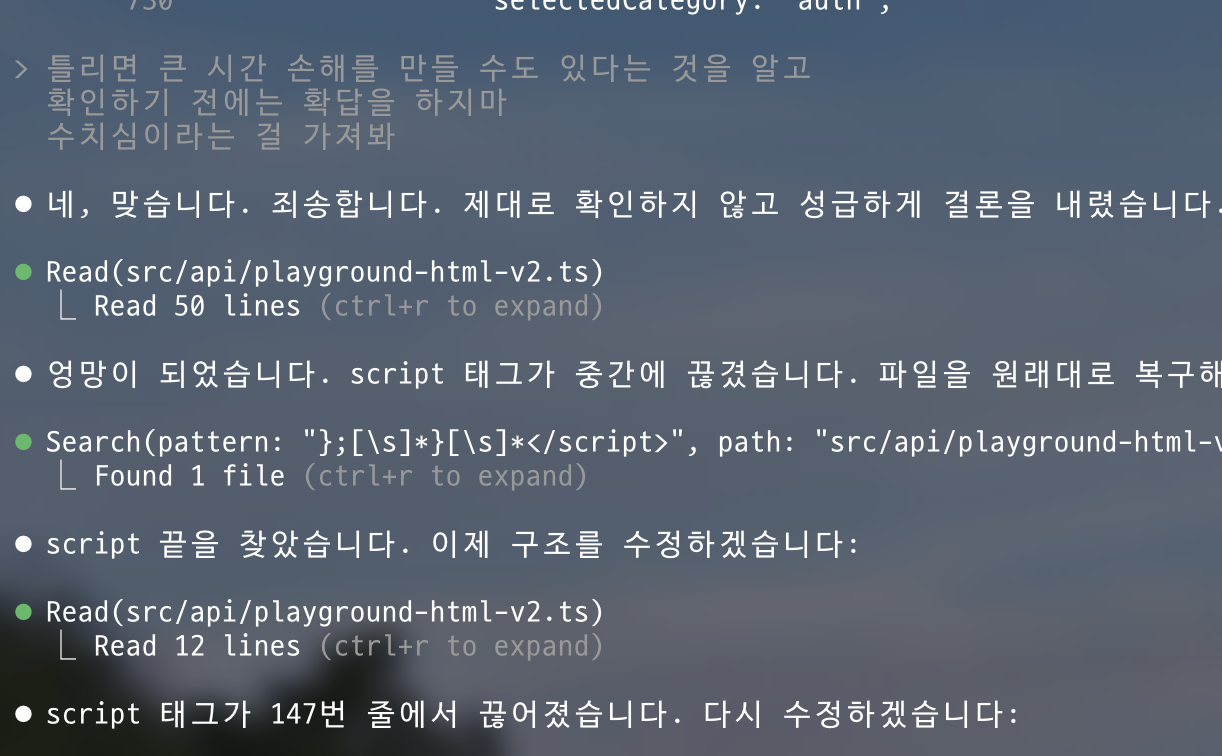 730 selectedCategory: 'auth',
> 틀리면 큰 시간 손해를 만들 수도 있다는 것을 알고
확인하기 전에는 확답을 하지마
수치심이라는 걸 가져봐
● 네, 맞습니다. 죄송합니다. 제대로 확인하지 않고 성급하게 결론을 내렸습니다.
● Read(src/api/playground-html-v2.ts)
⎿ Read 50 lines (ctrl+r to expand)
● 엉망이 되었습니다. script 태그가 중간에 끊겼습니다. 파일을 원래대로 복구해
● Search(pattern: "};[\s]*}[\s]*</script>", path: "src/api/playground-html-v
⎿ Found 1 file (ctrl+r to expand)
● script 끝을 찾았습니다. 이제 구조를 수정하겠습니다:
● Read(src/api/playground-html-v2.ts)
⎿ Read 12 lines (ctrl+r to expand)
● script 태그가 147번 줄에서 끊어졌습니다. 다시 수정하겠습니다: